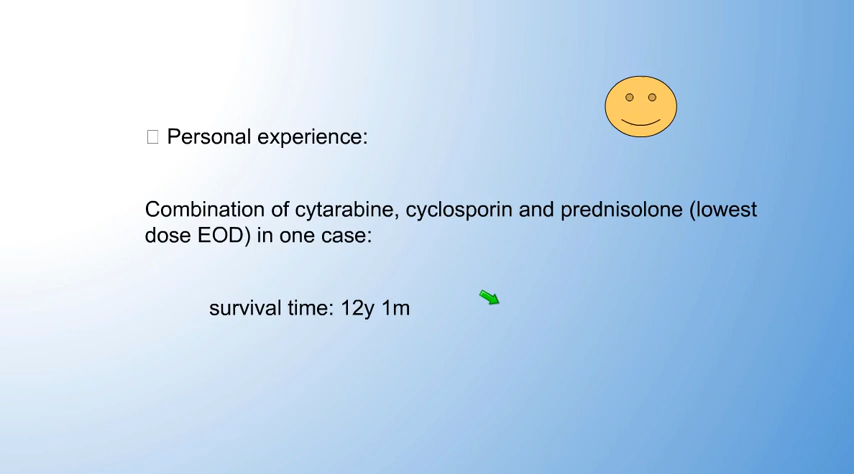 Personal experience:
Combination of cytarabine, cyclosporin and prednisolone (lowest
dose EOD) in one case:
survival time: 12y 1m